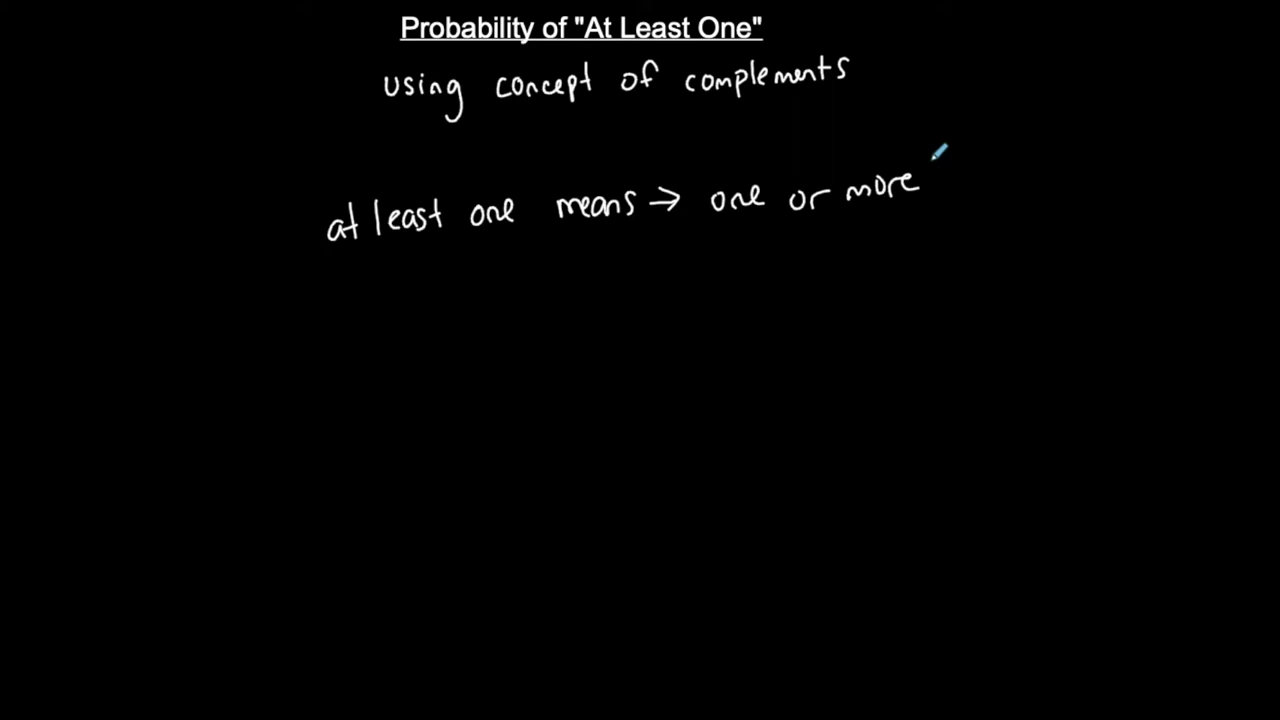 Probability of "At Least One"
using concept of complements
at least one means → one or more